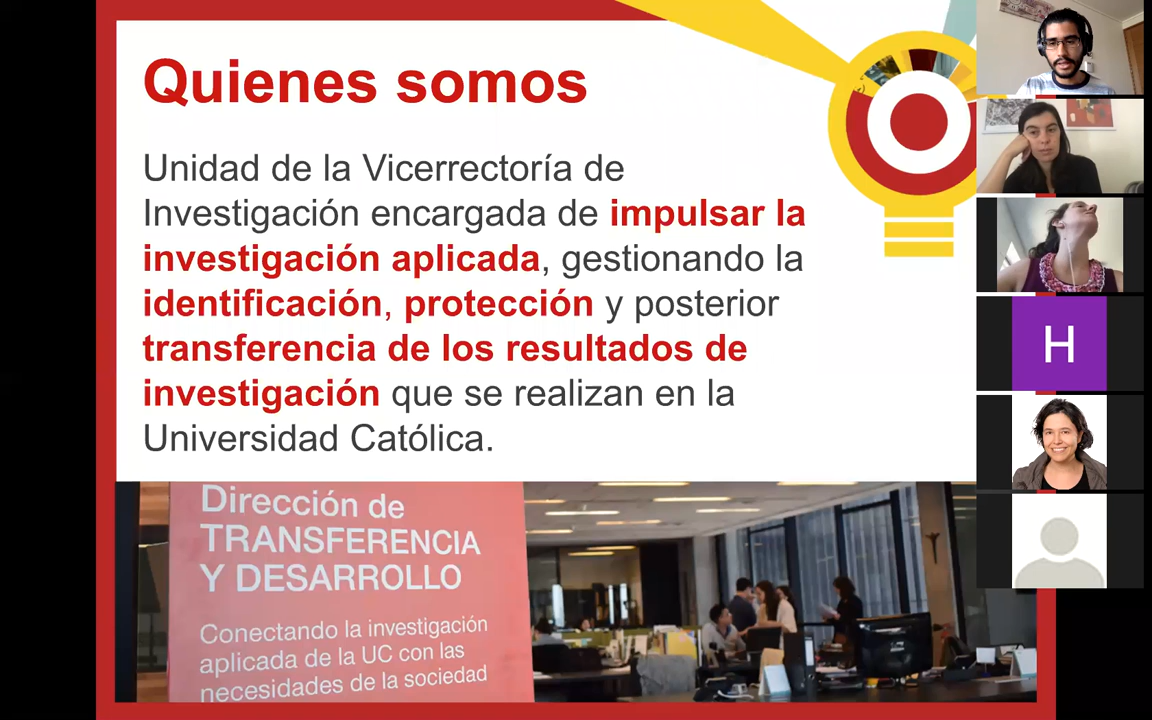 Quienes somos
Unidad de la Vicerrectoría de
Investigación encargada de impulsar la
investigación aplicada, gestionando la
identificación, protección y posterior
transferencia de los resultados de
investigación que se realizan en la
Universidad Católica.
Dirección de
TRANSFERENCIA
Y DESARROLLO
Conectando la investigación
aplicada de la UC con las
necesidades de la sociedad
H